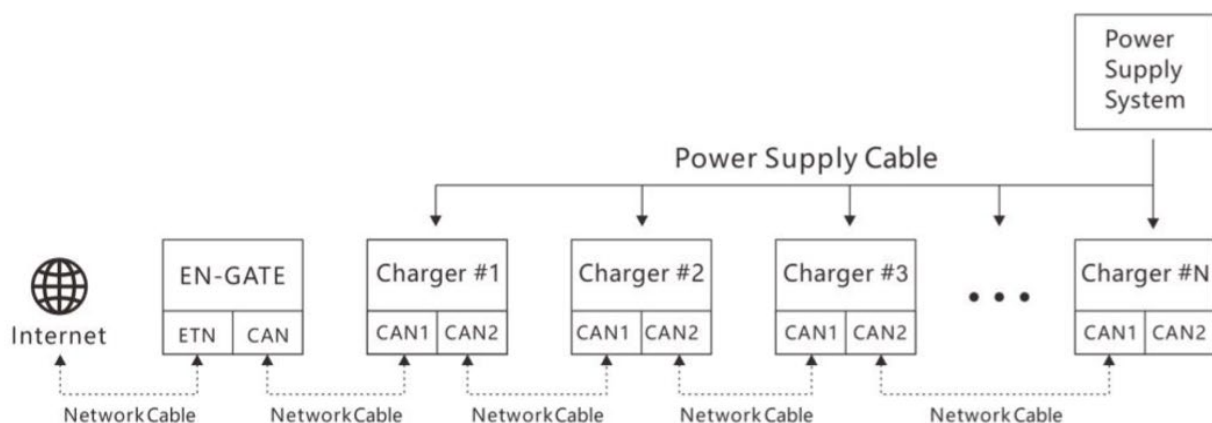 Power
Supply
System
Power Supply Cable
EN-GATE
Charger #1
Charger #2
Charger #3
Charger #N
Internet
ETN
CAN
CAN1
CAN2
CAN1
CAN2
CAN1
CAN2
CAN1
CAN2
Network Cable
Network Cable
Network Cable
Network Cable
Network Cable